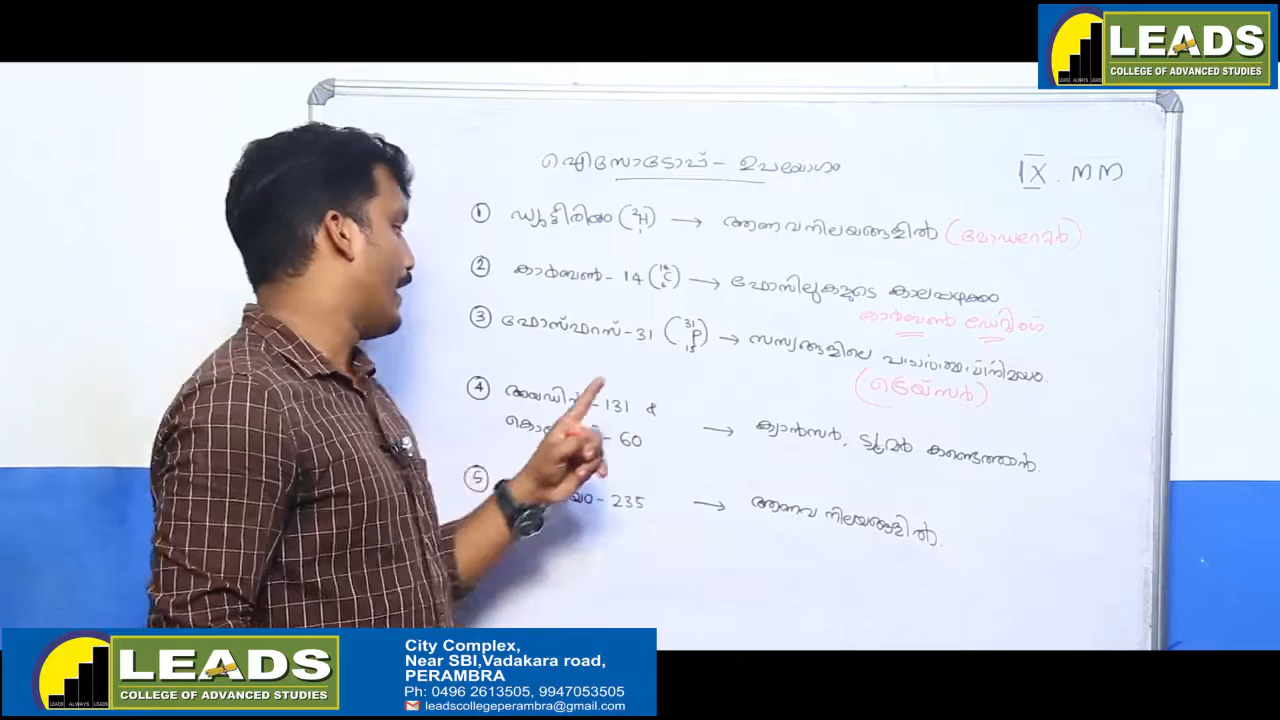 LEADS
COLLEGE OF ADVANCED STUDIES
ഐസോടോപ് - ഉപയോഗം
IX. MM
① ഡ്യുട്ടീരിയം (²₁H) → ആണവനിലയങ്ങളിൽ (മോഡറേറ്റർ)
② കാർബൺ - 14 (¹⁴₆C) → ഫോസിലുകളുടെ കാലപ്പഴക്കം
കാർബൺ ഡേറ്റിംഗ്
③ ഫോസ്ഫറസ് - 31 (³¹₁₅P) → സസ്യങ്ങളിലെ പദാർത്ഥ വിനിമയം.
(ട്രെയ്സർ)
④ അയഡിൻ - 131 &
- 60 → ക്യാൻസർ, ട്യൂമർ കണ്ടെത്താൻ.
⑤ - 235 → ആണവ നിലയങ്ങളിൽ.
LEADS
COLLEGE OF ADVANCED STUDIES
City Complex,
Near SBI,Vadakara road,
PERAMBRA
Ph: 0496 2613505, 9947053505
leadscollegeperambra@gmail.com